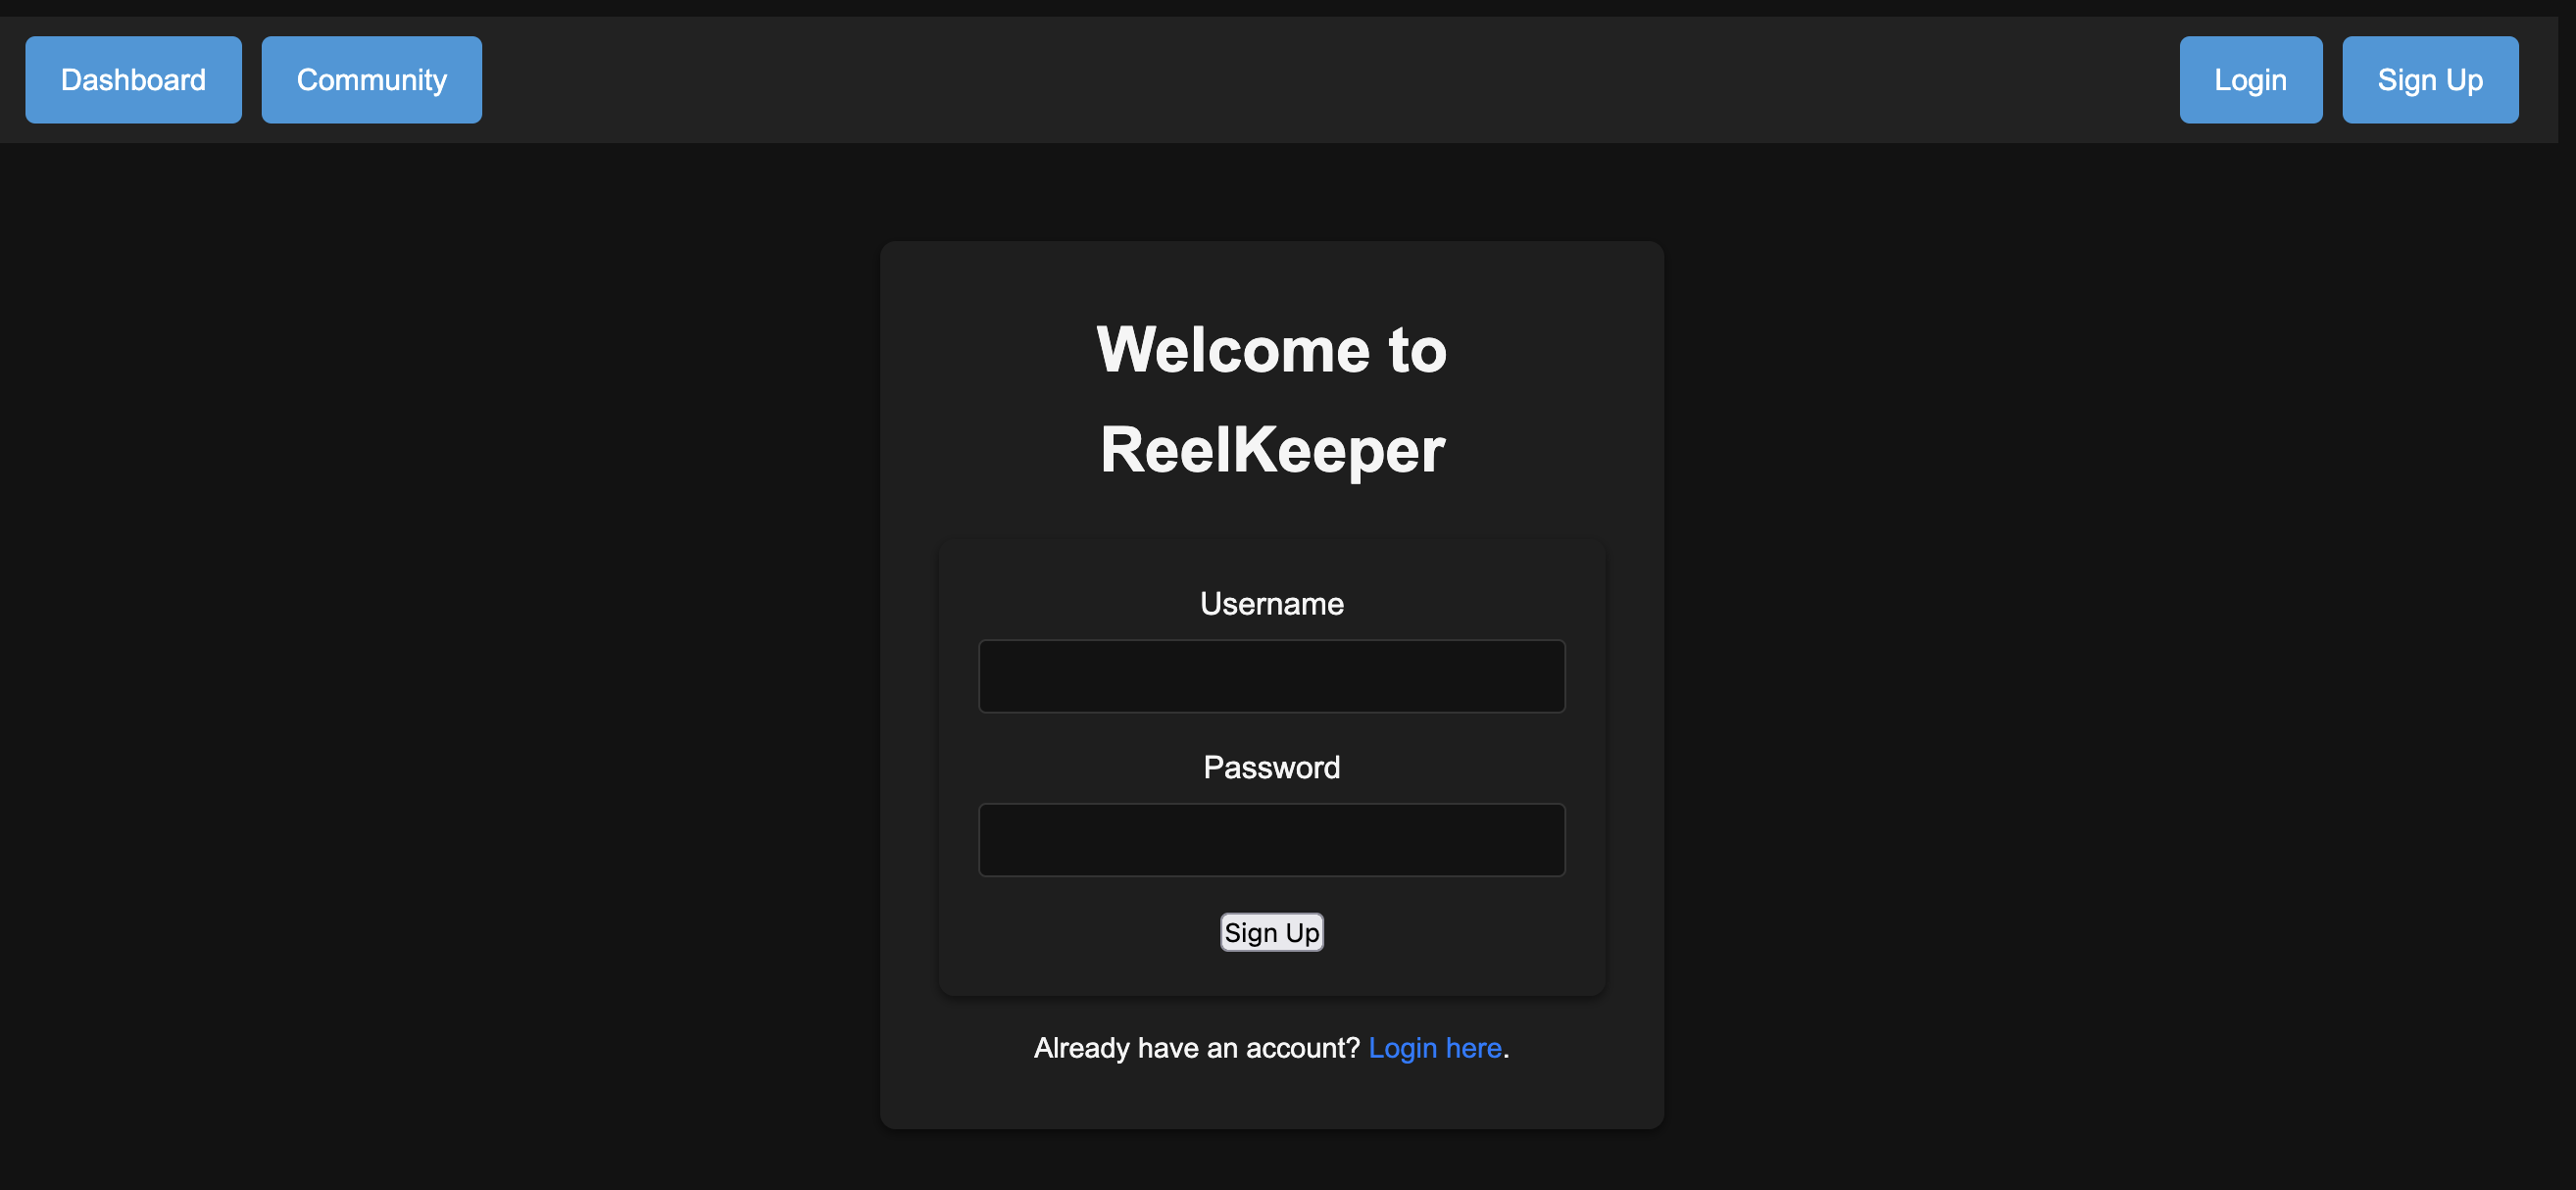 Dashboard Community Login Sign Up
Welcome to
ReelKeeper
Username
Password
Sign Up
Already have an account? Login here.